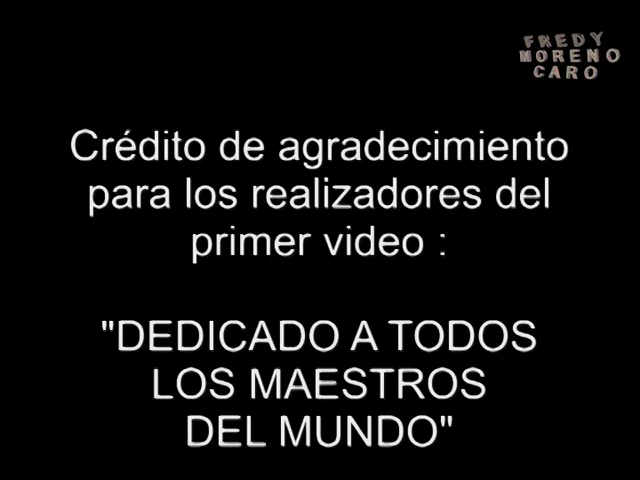 FREDY
MORENO
CARO
Crédito de agradecimiento
para los realizadores del
primer video :
"DEDICADO A TODOS
LOS MAESTROS
DEL MUNDO"